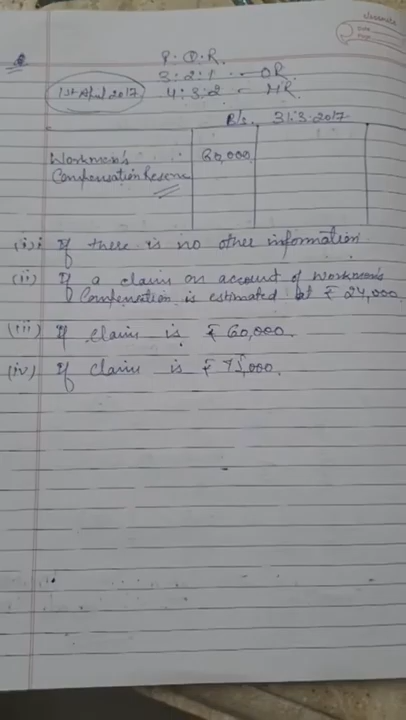 P. Q. R.
3:2:1 - OR
1st April 2017 4:3:2 - NR
B/s. 31.3.2017
Workmen's 60,000
Compensation Reserve
(i) If there is no other information
(ii) If a claim on account of workmen's
Compensation is estimated at ₹ 24,000
(iii) If claim is ₹ 60,000.
(iv) If claim is ₹ 75,000.